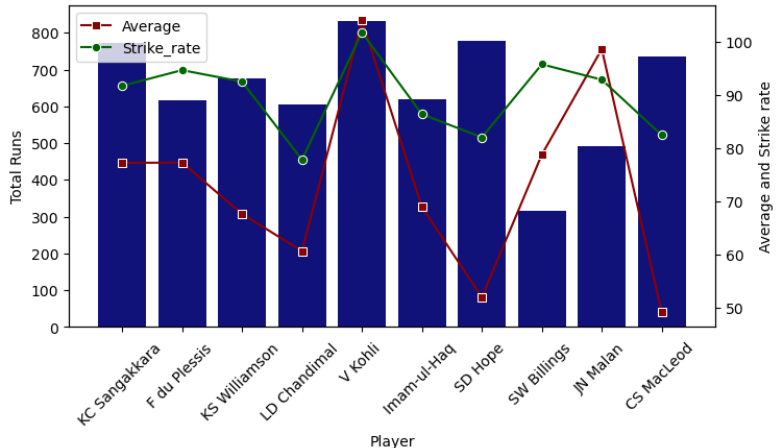 Average
Strike_rate
800
700
600
500
400
300
200
100
0
Total Runs
100
90
80
70
60
50
Average and Strike rate
KC Sangakkara
F du Plessis
KS Williamson
LD Chandimal
V Kohli
Imam-ul-Haq
SD Hope
SW Billings
JN Malan
CS MacLeod
Player